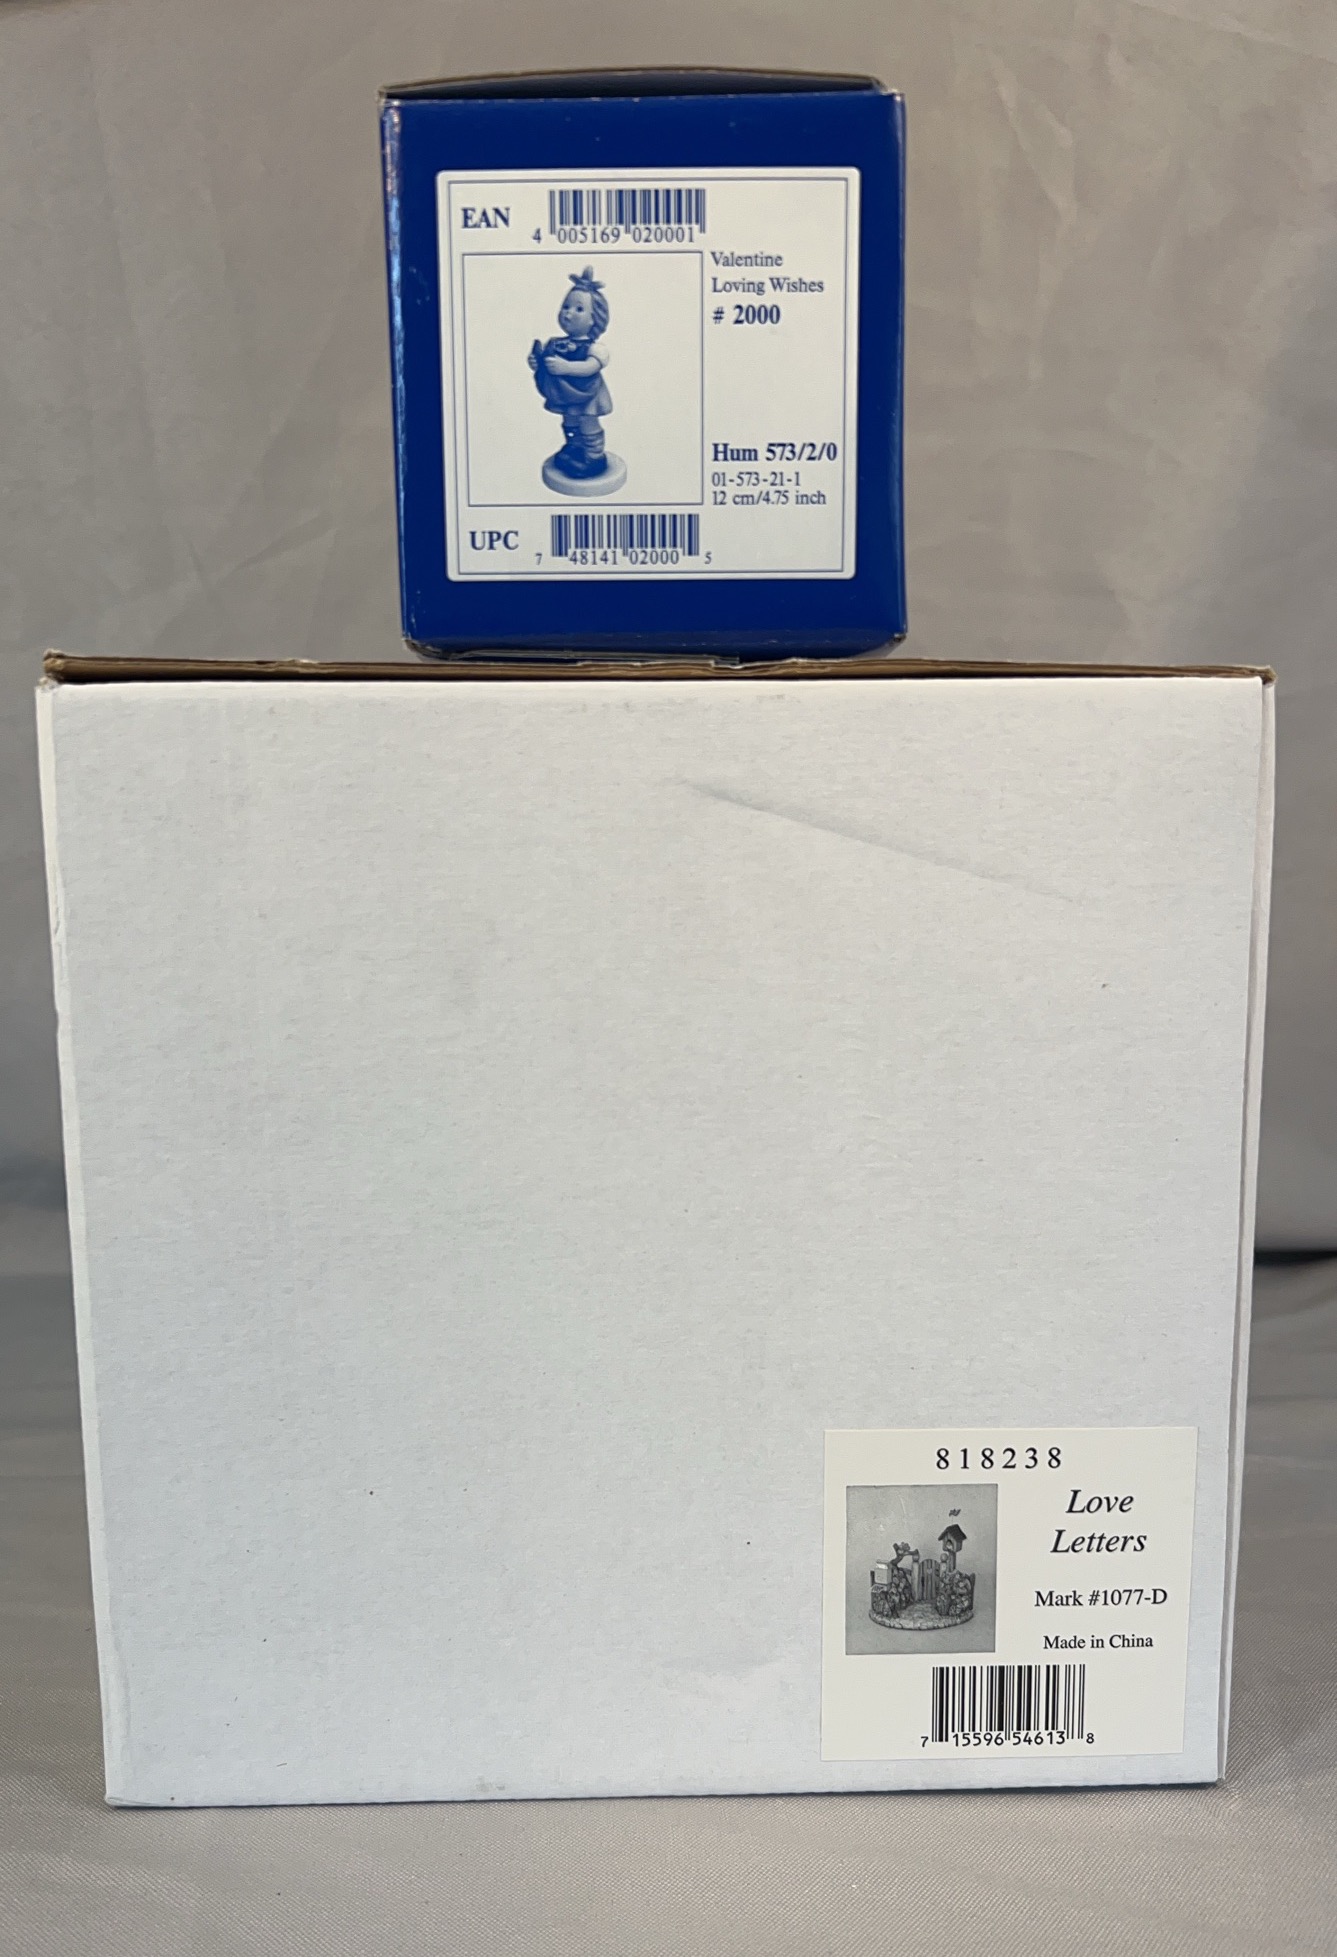 EAN
4 005169 020001
Valentine
Loving Wishes
# 2000
Hum 573/2/0
01-573-21-1
12 cm/4.75 inch
UPC
7 48141 02000 5
818238
Love
Letters
Mark #1077-D
Made in China
7 15596 54613 8